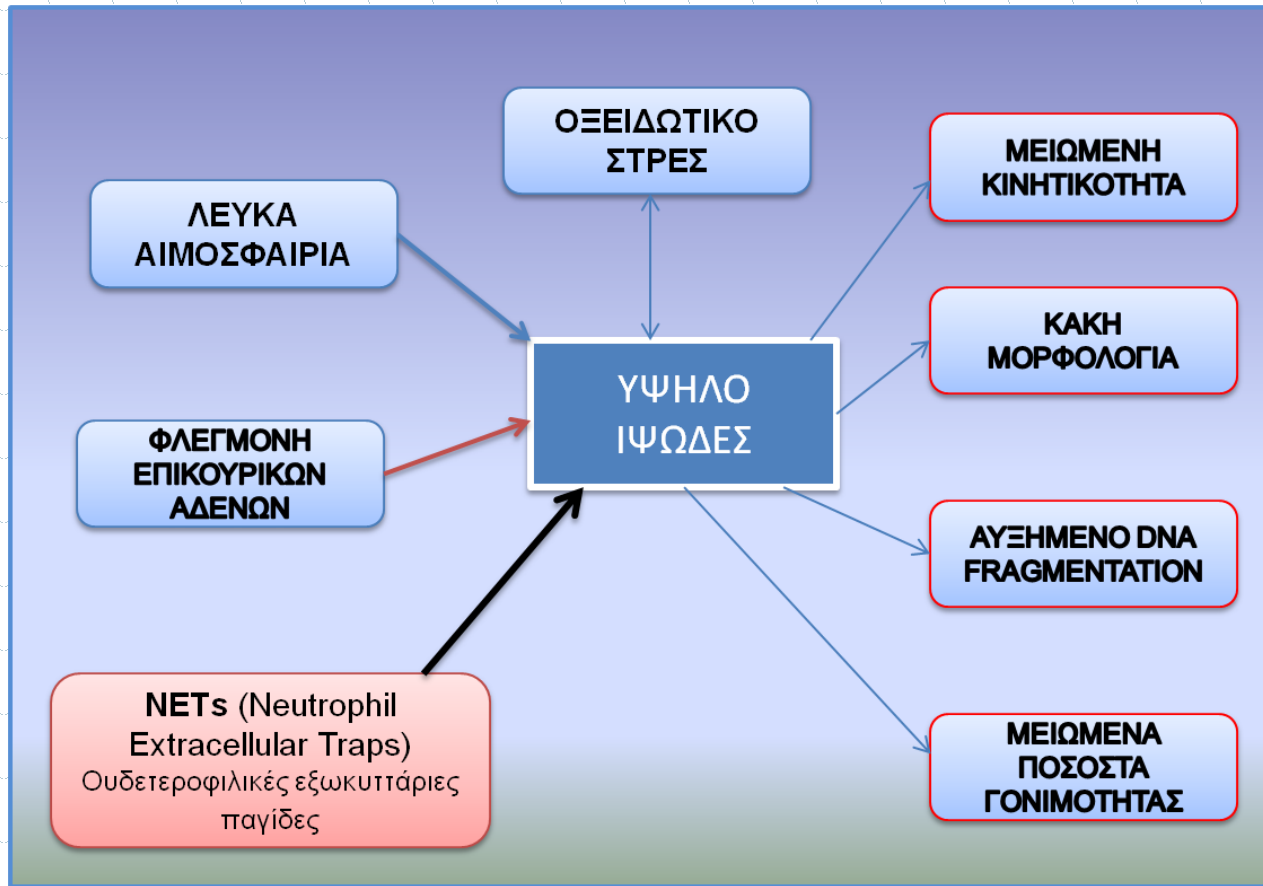 ΟΞΕΙΔΩΤΙΚΟ
ΣΤΡΕΣ
ΛΕΥΚΑ
ΑΙΜΟΣΦΑΙΡΙΑ
ΦΛΕΓΜΟΝΗ
ΕΠΙΚΟΥΡΙΚΩΝ
ΑΔΕΝΩΝ
NETs (Neutrophil
Extracellular Traps)
Ουδετεροφιλικές εξωκυττάριες
παγίδες
ΥΨΗΛΟ
ΙΨΩΔΕΣ
ΜΕΙΩΜΕΝΗ
ΚΙΝΗΤΙΚΟΤΗΤΑ
ΚΑΚΗ
ΜΟΡΦΟΛΟΓΙΑ
ΑΥΞΗΜΕΝΟ DNA
FRAGMENTATION
ΜΕΙΩΜΕΝΑ
ΠΟΣΟΣΤΑ
ΓΟΝΙΜΟΤΗΤΑΣ